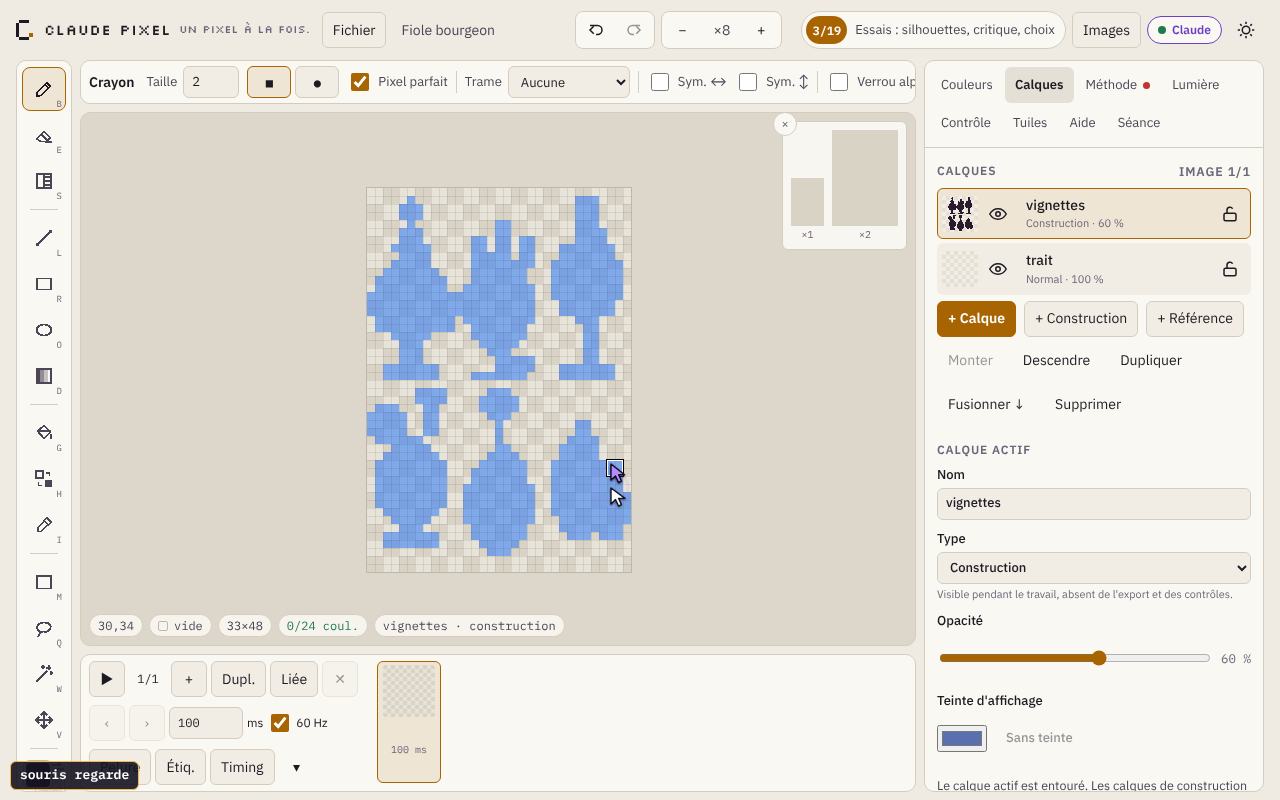 CLAUDE PIXEL UN PIXEL À LA FOIS. Fichier Fiole bourgeon − ×8 + 3/19 Essais : silhouettes, critique, choix Images Claude
Crayon Taille 2 Pixel parfait Trame Aucune Sym. Sym. Verrou alp
Couleurs Calques Méthode Lumière
Contrôle Tuiles Aide Séance
B
E
S
L
R
O
D
G
H
I
M
Q
W
V
×
×1 ×2
30,34 vide 33×48 0/24 coul. vignettes · construction
1/1 + Dupl. Liée ×
‹ › 100 ms 60 Hz
Étiq. Timing
100 ms
souris regarde
CALQUES IMAGE 1/1
vignettes
Construction · 60 %
trait
Normal · 100 %
+ Calque + Construction + Référence
Monter Descendre Dupliquer
Fusionner ↓ Supprimer
CALQUE ACTIF
Nom
vignettes
Type
Construction
Visible pendant le travail, absent de l'export et des contrôles.
Opacité
60 %
Teinte d'affichage
Sans teinte
Le calque actif est entouré. Les calques de construction